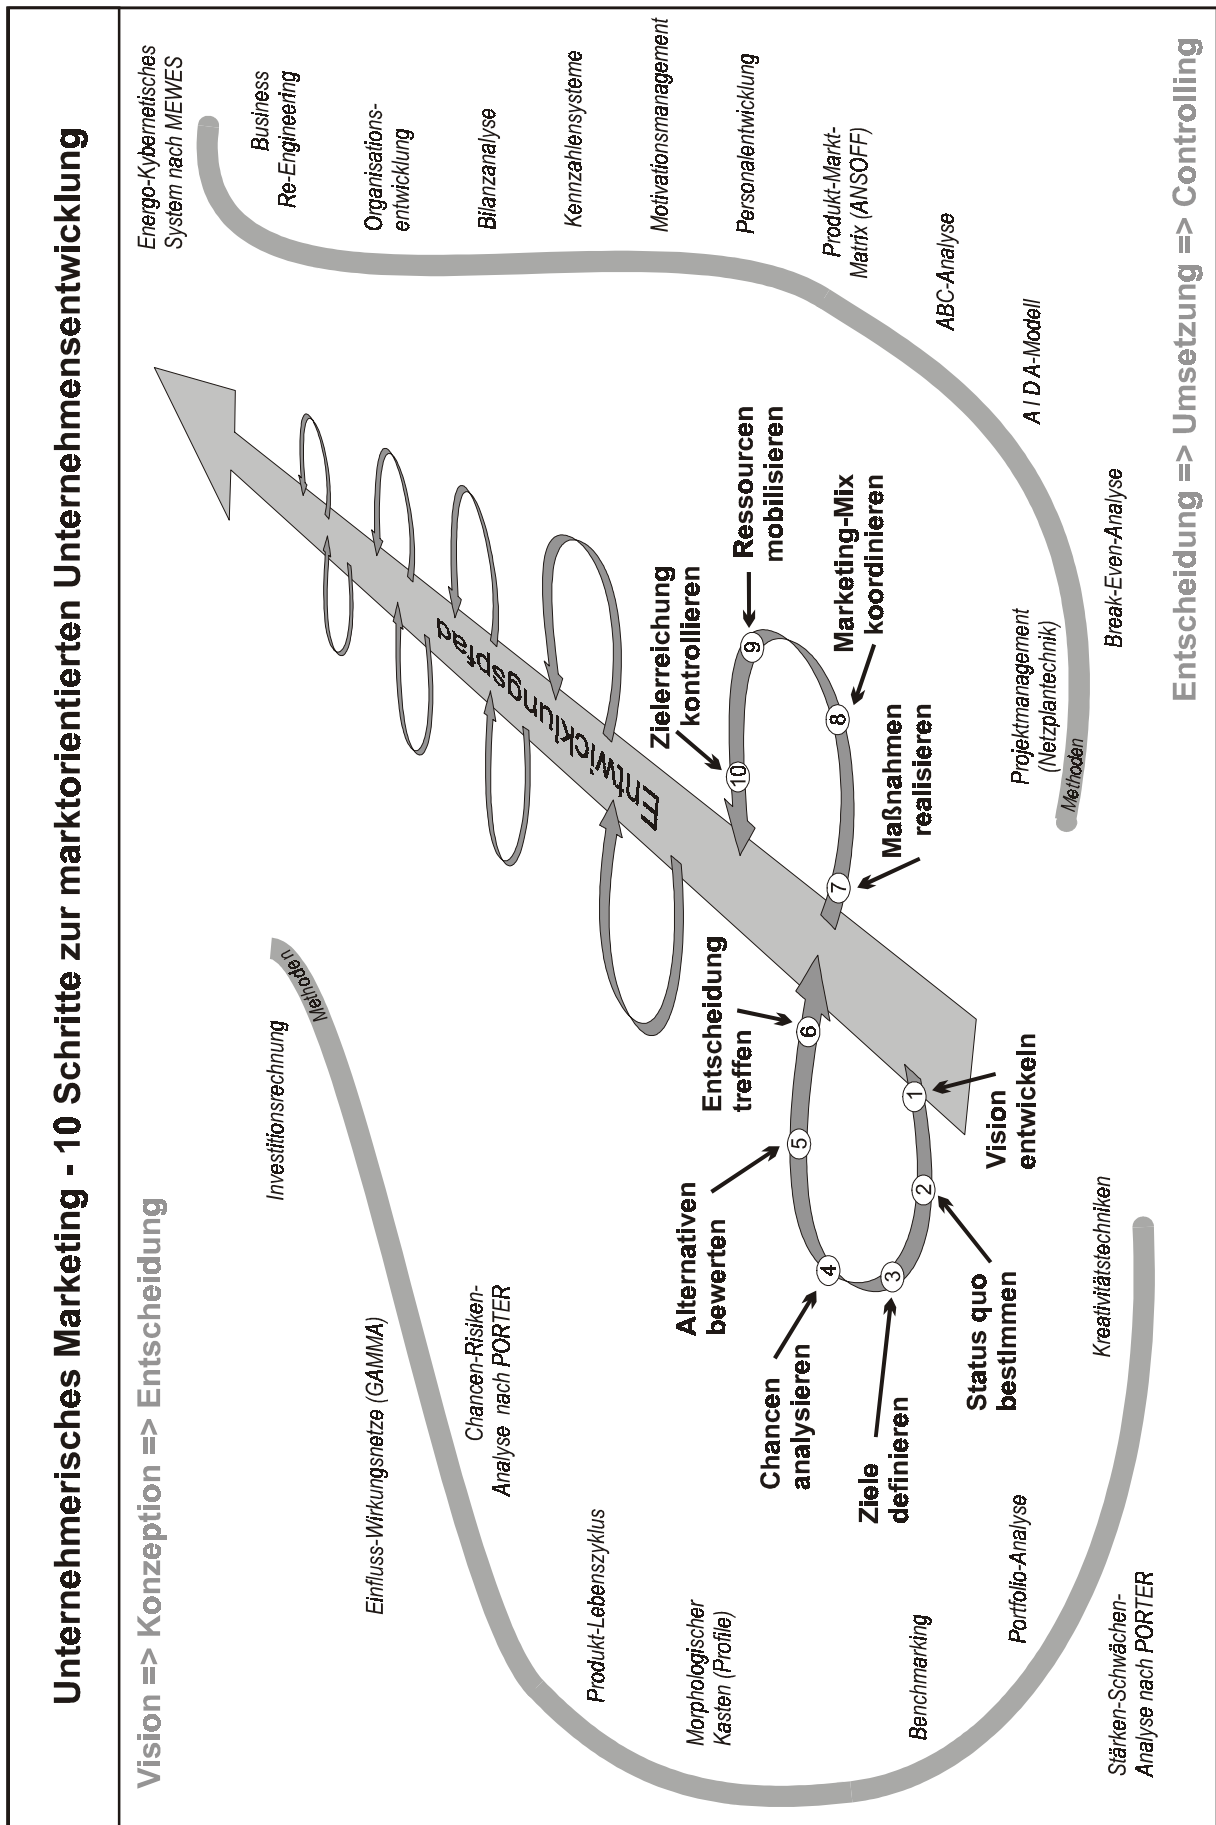 Unternehmerisches Marketing - 10 Schritte zur marktorientierten Unternehmensentwicklung
Vision => Konzeption => Entscheidung
Energo-Kybernetisches
System nach MEWES
Business
Re-Engineering
Organisations-
entwicklung
Bilanzanalyse
Kennzahlensysteme
Motivationsmanagement
Personalentwicklung
Produkt-Markt-
Matrix (ANSOFF)
ABC-Analyse
A I D A-Modell
Break-Even-Analyse
Projektmanagement
(Netzplantechnik)
Methoden
Methoden
Investitionsrechnung
Einfluss-Wirkungsnetze (GAMMA)
Chancen-Risiken-
Analyse nach PORTER
Produkt-Lebenszyklus
Morphologischer
Kasten (Profile)
Benchmarking
Portfolio-Analyse
Stärken-Schwächen-
Analyse nach PORTER
Kreativitätstechniken
Entwicklungspfad
1
Vision
entwickeln
2
Status quo
bestImmen
3
Ziele
definieren
4
Chancen
analysieren
5
Alternativen
bewerten
6
Entscheidung
treffen
7
Maßnahmen
realisieren
8
Marketing-Mix
koordinieren
9
Ressourcen
mobilisieren
10
Zielerreichung
kontrollieren
Entscheidung => Umsetzung => Controlling